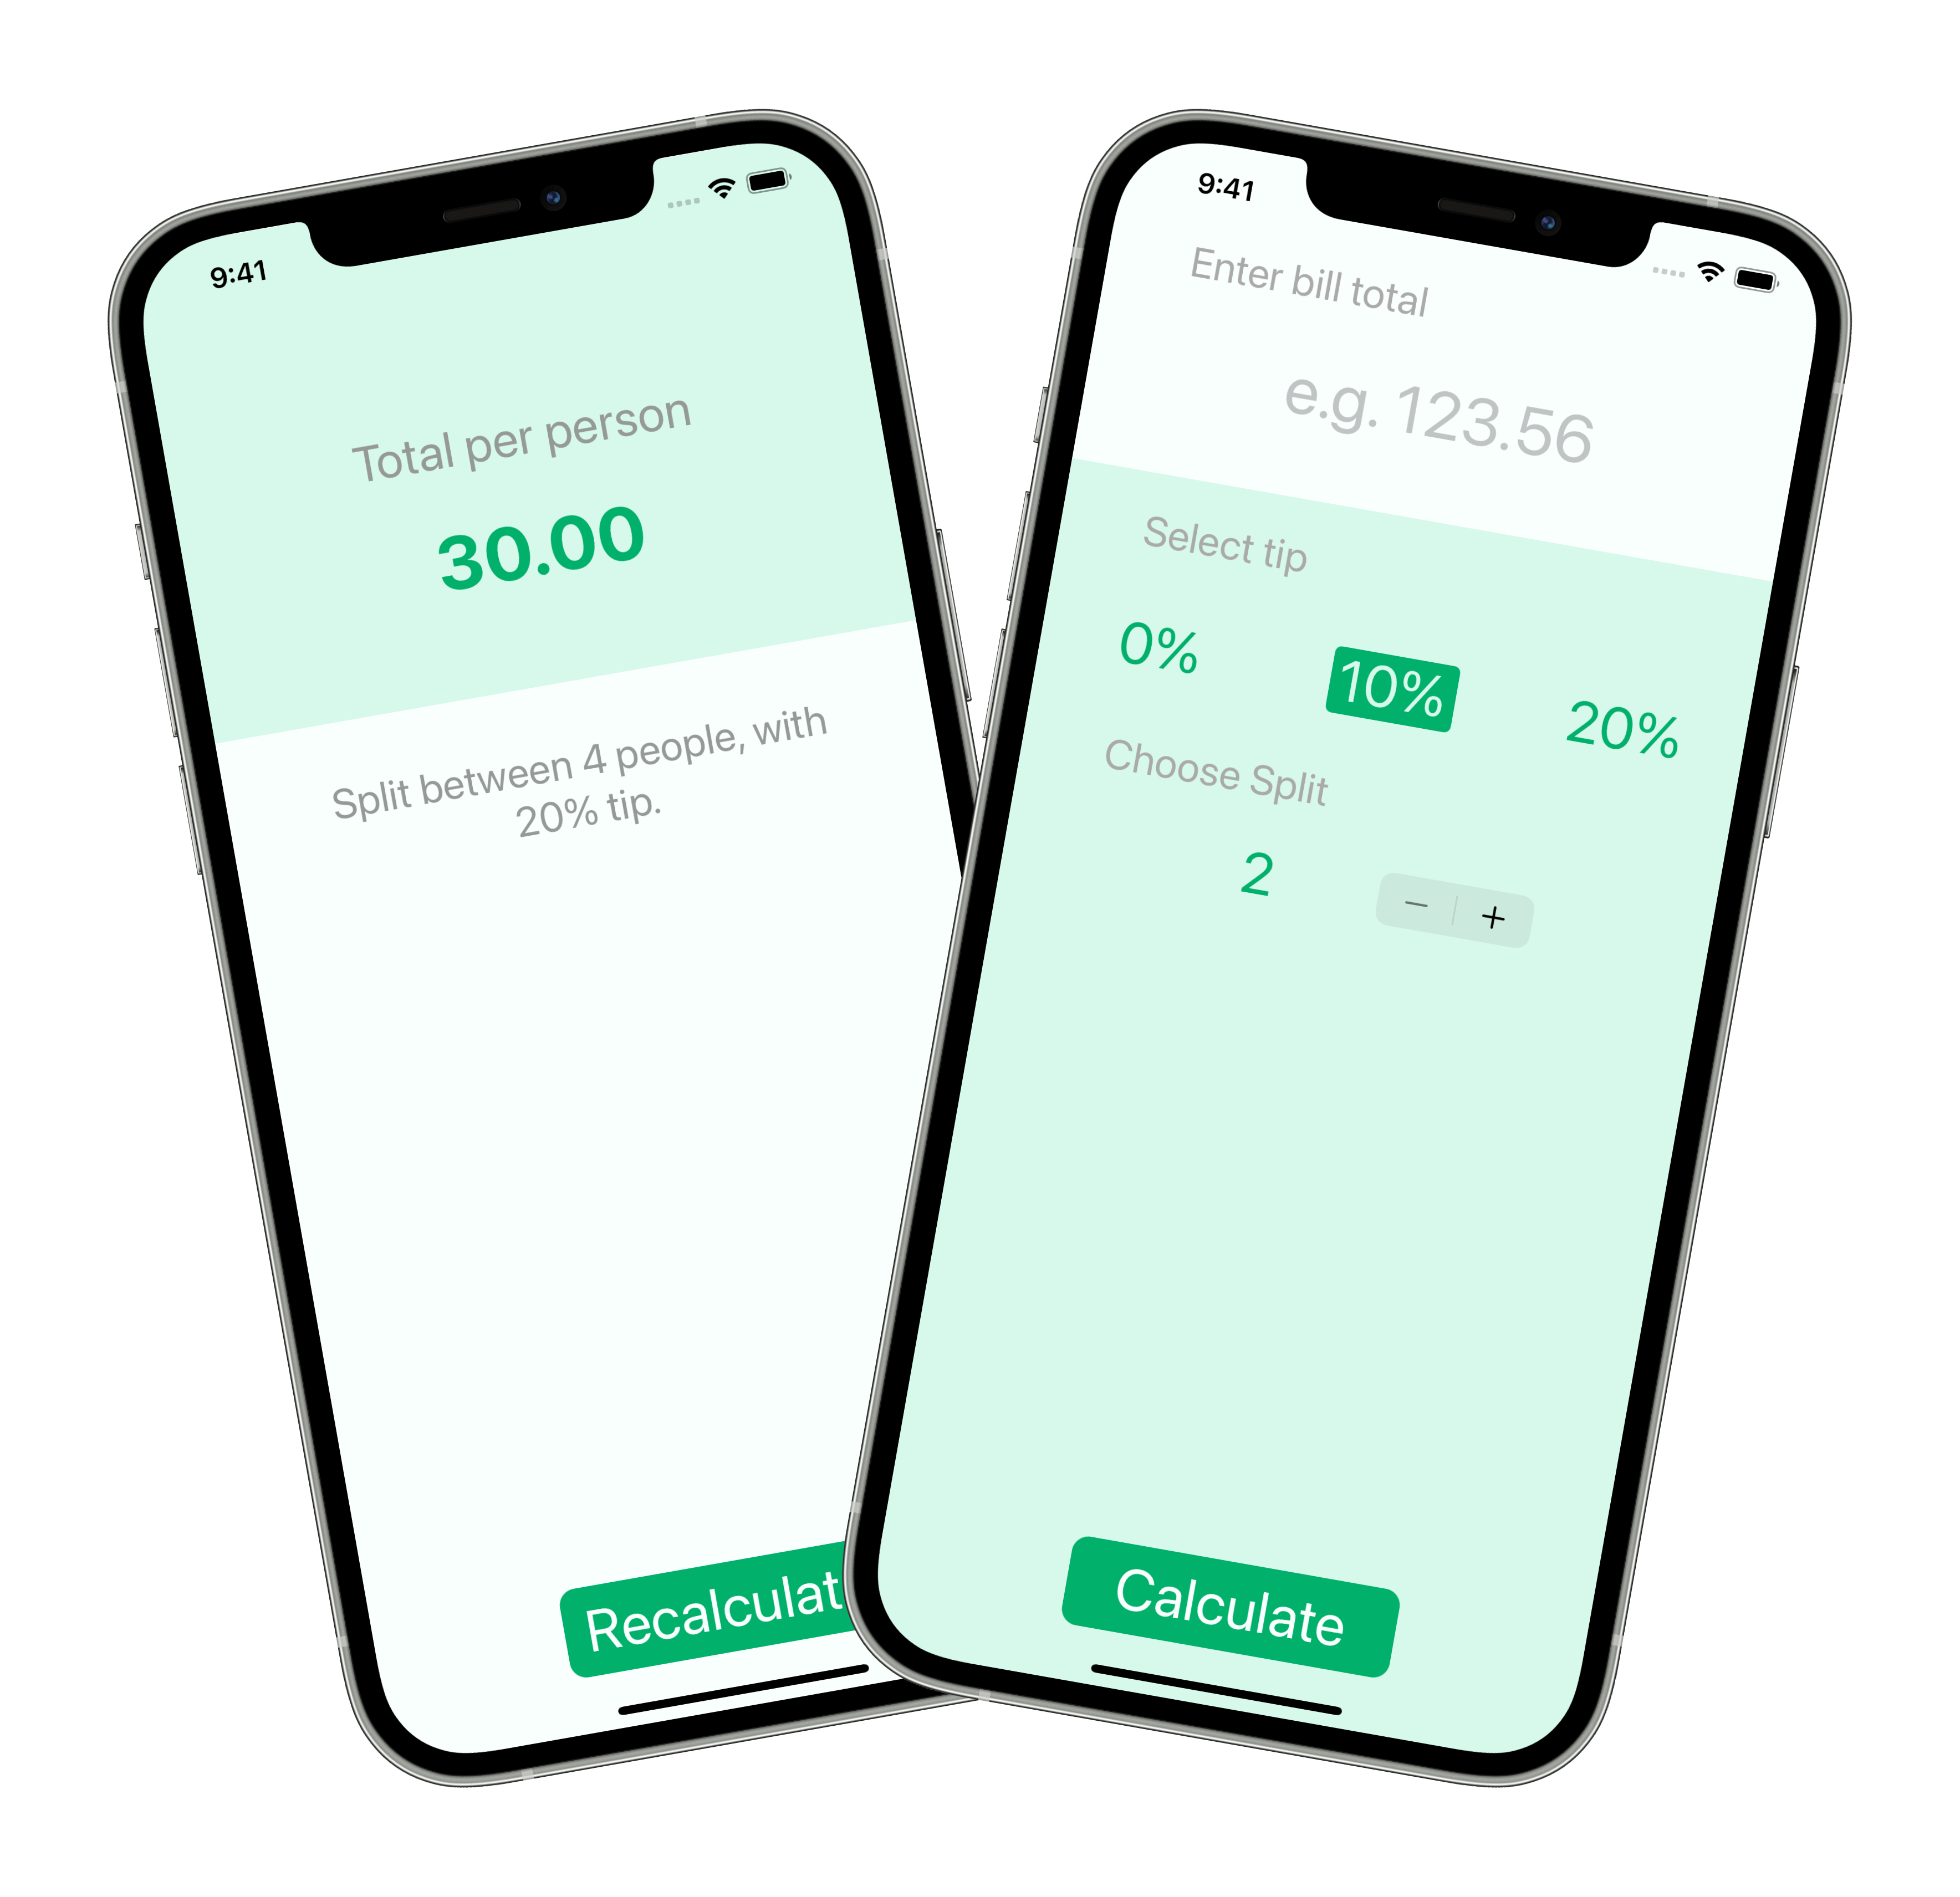 9:41
Total per person
30.00
Split between 4 people, with
20% tip.
Recalculat
9:41
Enter bill total
e.g. 123.56
Select tip
0% 10% 20%
Choose Split
2 − +
Calculate